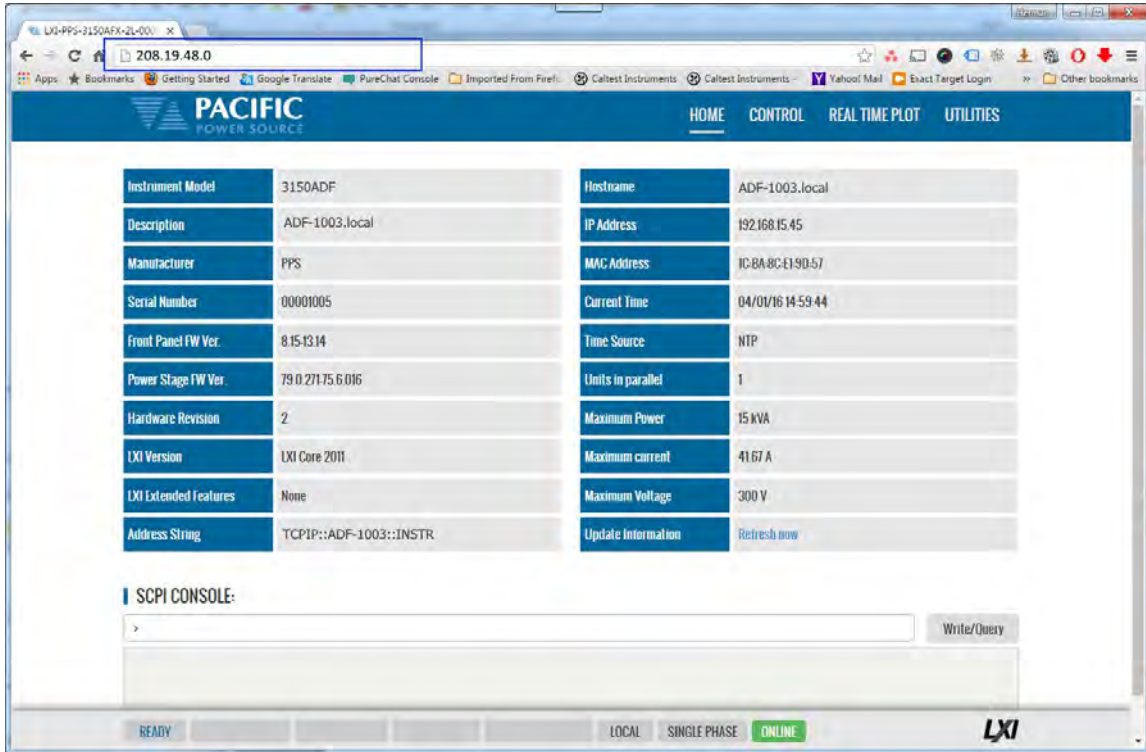 LXI-PPS-3150AFX-2L-000
208.19.48.0
Apps Bookmarks Getting Started Google Translate PureChat Console Imported From Firef Caltest Instruments Caltest Instruments - Yahoo! Mail Exact Target Login » Other bookmarks
PACIFIC
POWER SOURCE
HOME CONTROL REAL TIME PLOT UTILITIES
Instrument Model 3150ADF Hostname ADF-1003.local
Description ADF-1003.local IP Address 192.168.15.45
Manufacturer PPS MAC Address 1C-BA-8C-E1-9D-57
Serial Number 00001005 Current Time 04/01/16 14-59-44
Front Panel FW Ver. 8.15-13.14 Time Source NTP
Power Stage FW Ver. 79.0.271-75.6.016 Units in parallel 1
Hardware Revision 2 Maximum Power 15 kVA
LXI Version LXI Core 2011 Maximum current 41.67 A
LXI Extended Features None Maximum Voltage 300 V
Address String TCPIP::ADF-1003::INSTR Update Information Refresh now
SCPI CONSOLE:
>
Write/Query
READY LOCAL SINGLE PHASE ONLINE LXI